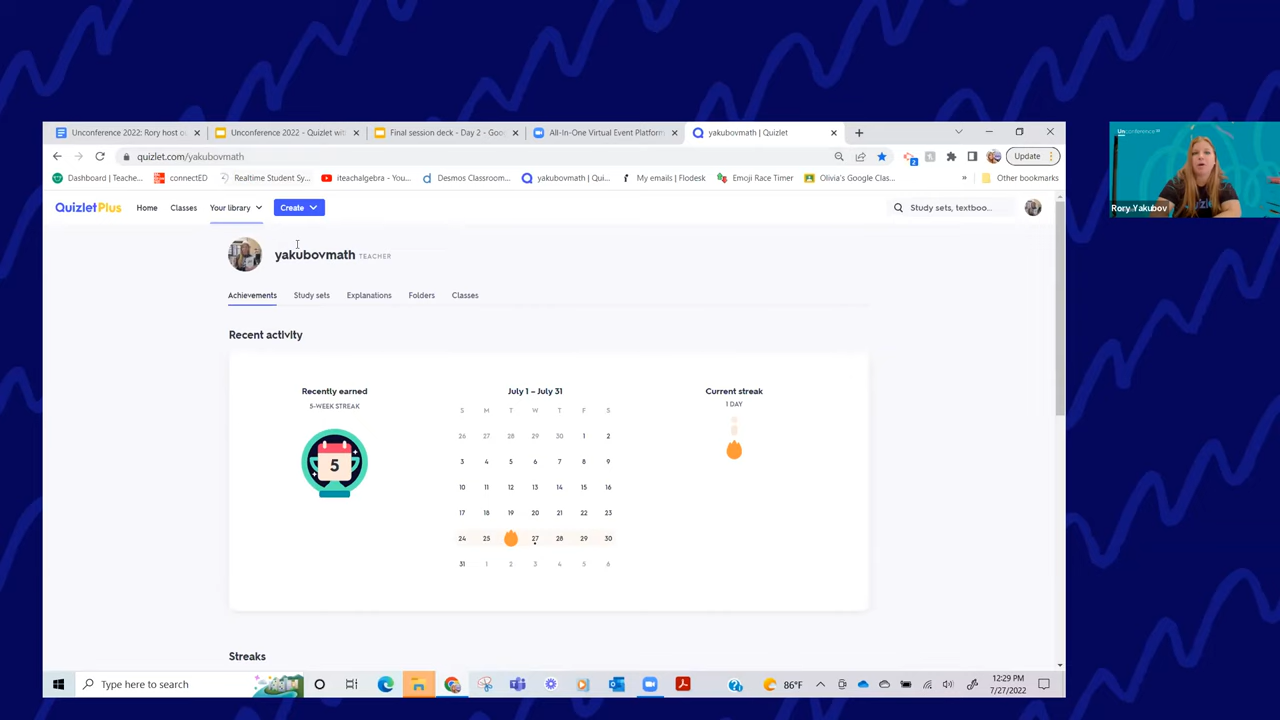 Unconference 2022: Rory host o
Unconference 2022 - Quizlet wit
Final session deck - Day 2 - Goo
All-In-One Virtual Event Platform
yakubovmath | Quizlet
quizlet.com/yakubovmath
2
Update
Dashboard | Teache...
connectED
Realtime Student Sy...
iteachalgebra - You...
Desmos Classroom...
yakubovmath | Qui...
My emails | Flodesk
Emoji Race Timer
Olivia's Google Clas...
»
Other bookmarks
QuizletPlus
Home
Classes
Your library
Create
Study sets, textboo...
yakubovmath TEACHER
Achievements
Study sets
Explanations
Folders
Classes
Recent activity
Recently earned
5-WEEK STREAK
5
July 1 – July 31
S M T W T F S
26 27 28 29 30 1 2
3 4 5 6 7 8 9
10 11 12 13 14 15 16
17 18 19 20 21 22 23
24 25 27 28 29 30
31 1 2 3 4 5 6
Current streak
1 DAY
Streaks
Type here to search
86°F
12:29 PM
7/27/2022
Unconference
Rory Yakubov